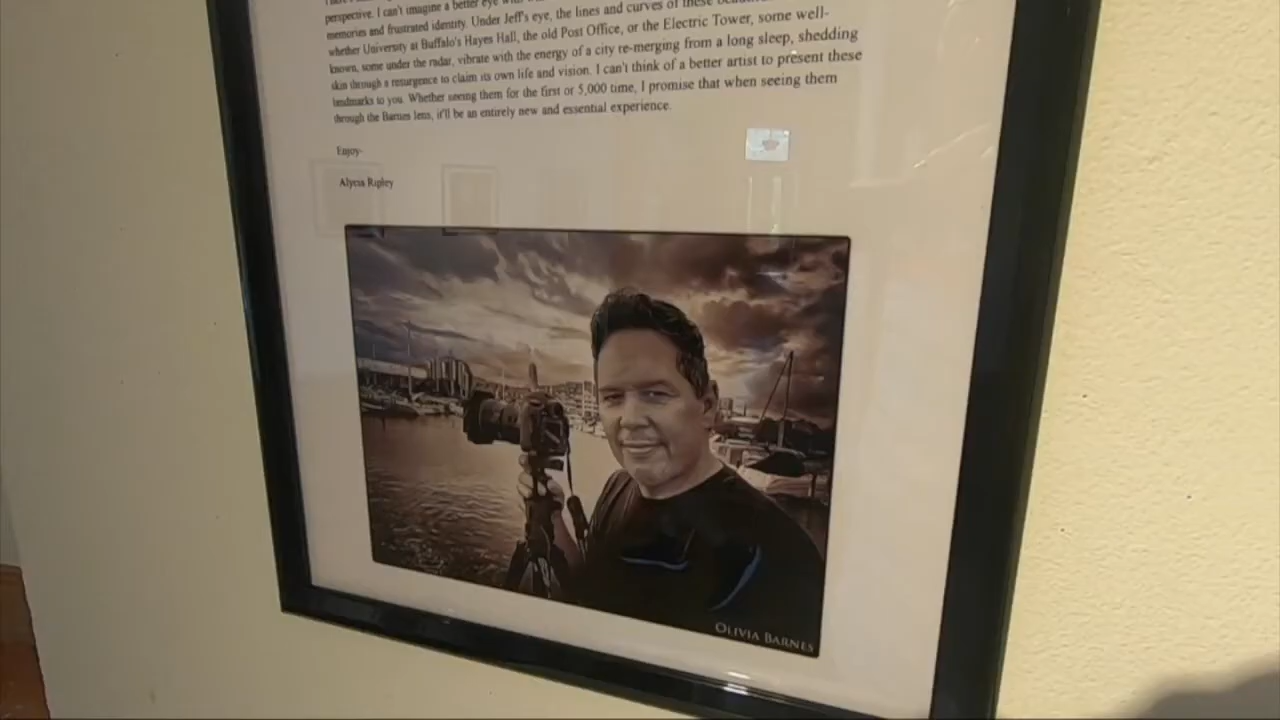 perspective. I can't imagine a better eye
memories and frustrated identity. Under Jeff's eye, the lines and curves of these
whether University at Buffalo's Hayes Hall, the old Post Office, or the Electric Tower, some well-
known, some under the radar, vibrate with the energy of a city re-merging from a long sleep, shedding
skin through a resurgence to claim its own life and vision. I can't think of a better artist to present these
landmarks to you. Whether seeing them for the first or 5,000 time, I promise that when seeing them
through the Barnes lens, it'll be an entirely new and essential experience.
Enjoy-
Alycia Ripley
OLIVIA BARNES